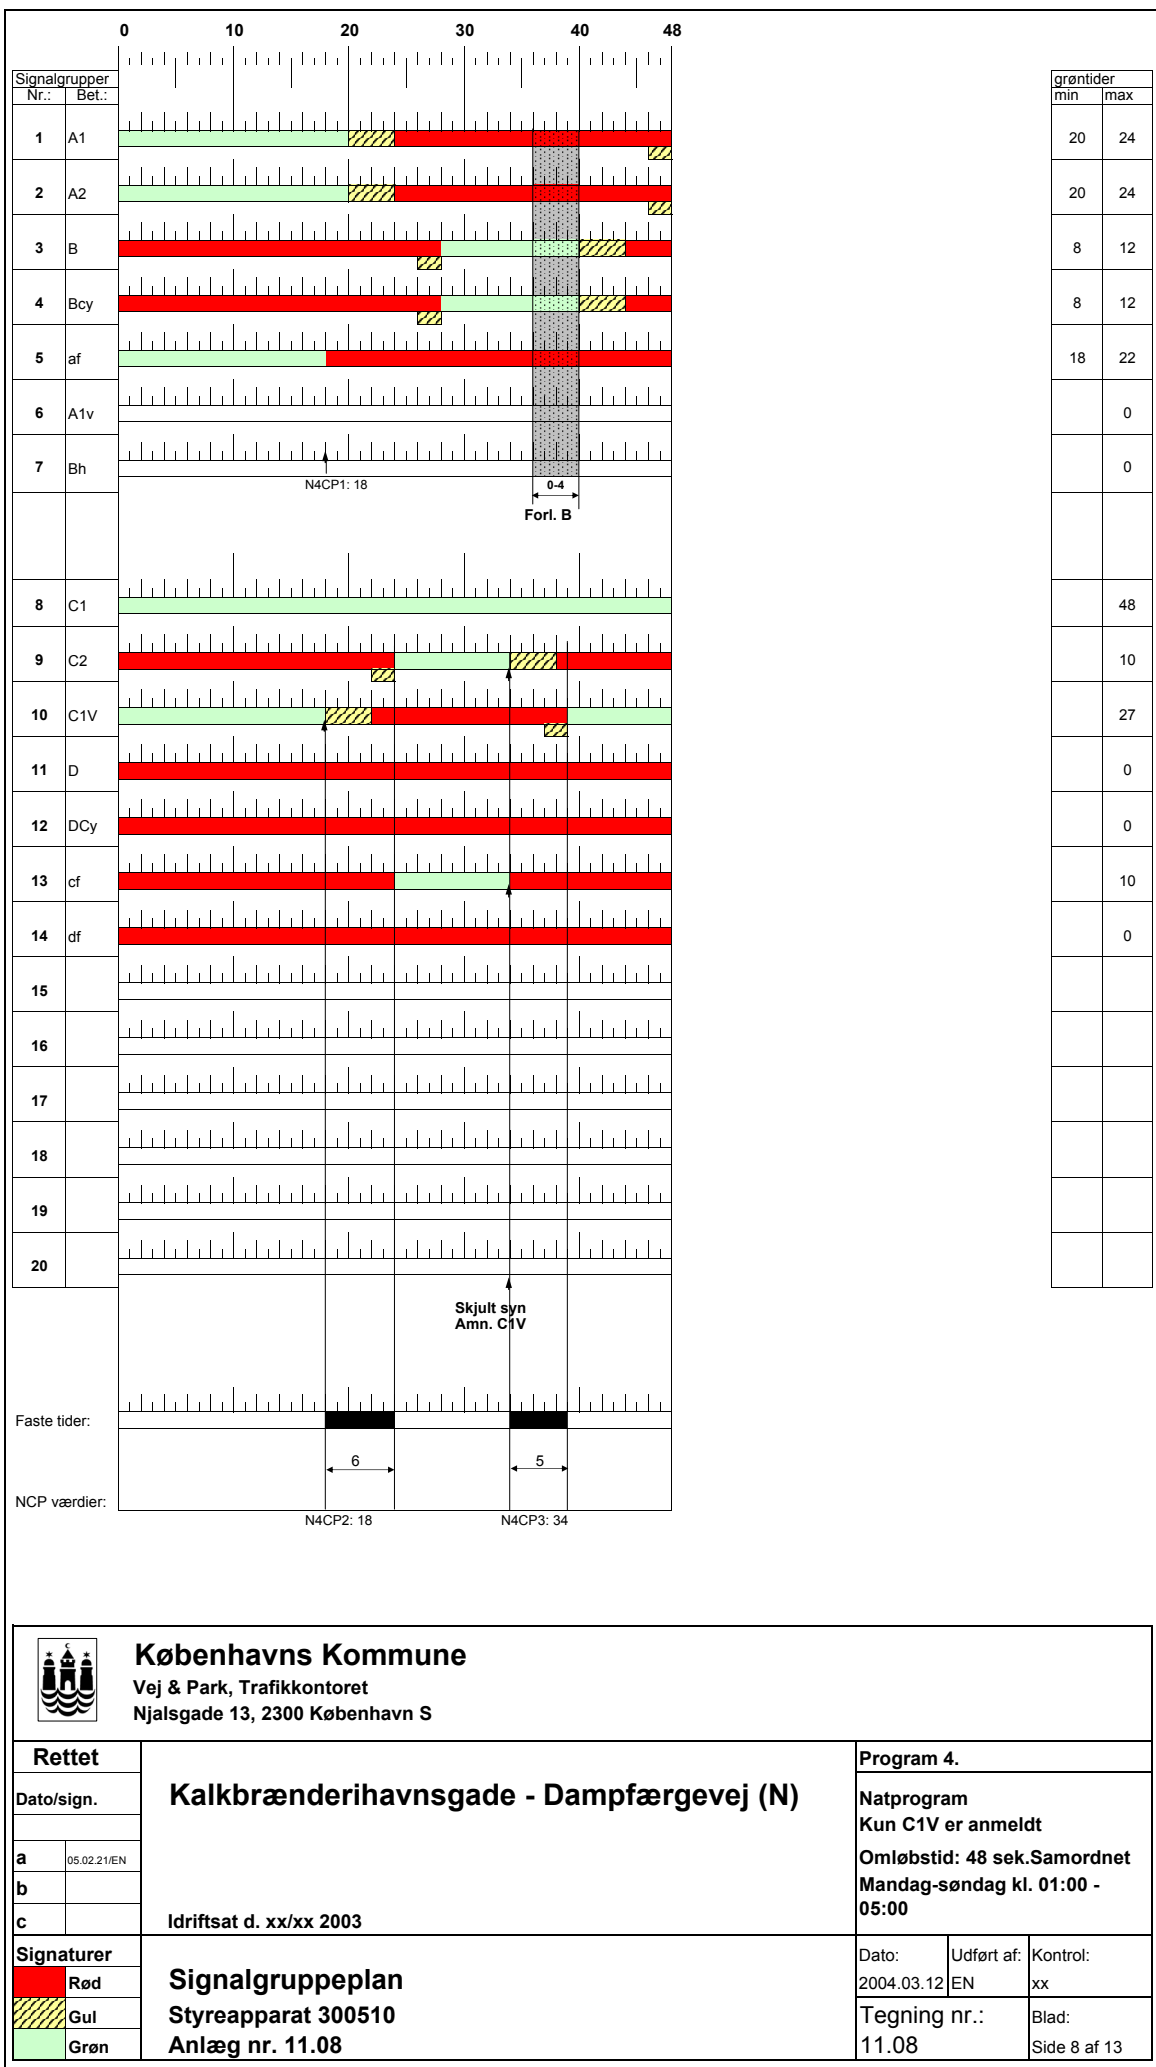 0 10 20 30 40 48
Signalgrupper grøntider
Nr.: Bet.: min max
1 A1 20 24
2 A2 20 24
3 B 8 12
4 Bcy 8 12
5 af 18 22
6 A1v 0
7 Bh 0
N4CP1: 18 0-4
Forl. B
8 C1 48
9 C2 10
10 C1V 27
11 D 0
12 DCy 0
13 cf 10
14 df 0
15
16
17
18
19
20
Skjult syn
Amn. C1V
Faste tider:
6 5
NCP værdier:
N4CP2: 18 N4CP3: 34
Københavns Kommune
Vej & Park, Trafikkontoret
Njalsgade 13, 2300 København S
Rettet
Dato/sign.
a 05.02.21/EN
b
c
Kalkbrænderihavnsgade - Dampfærgevej (N)
Idriftsat d. xx/xx 2003
Program 4.
Natprogram
Kun C1V er anmeldt
Omløbstid: 48 sek.Samordnet
Mandag-søndag kl. 01:00 -
05:00
Signaturer
Rød
Gul
Grøn
Signalgruppeplan
Styreapparat 300510
Anlæg nr. 11.08
Dato: Udført af: Kontrol:
2004.03.12 EN xx
Tegning nr.: Blad:
11.08 Side 8 af 13